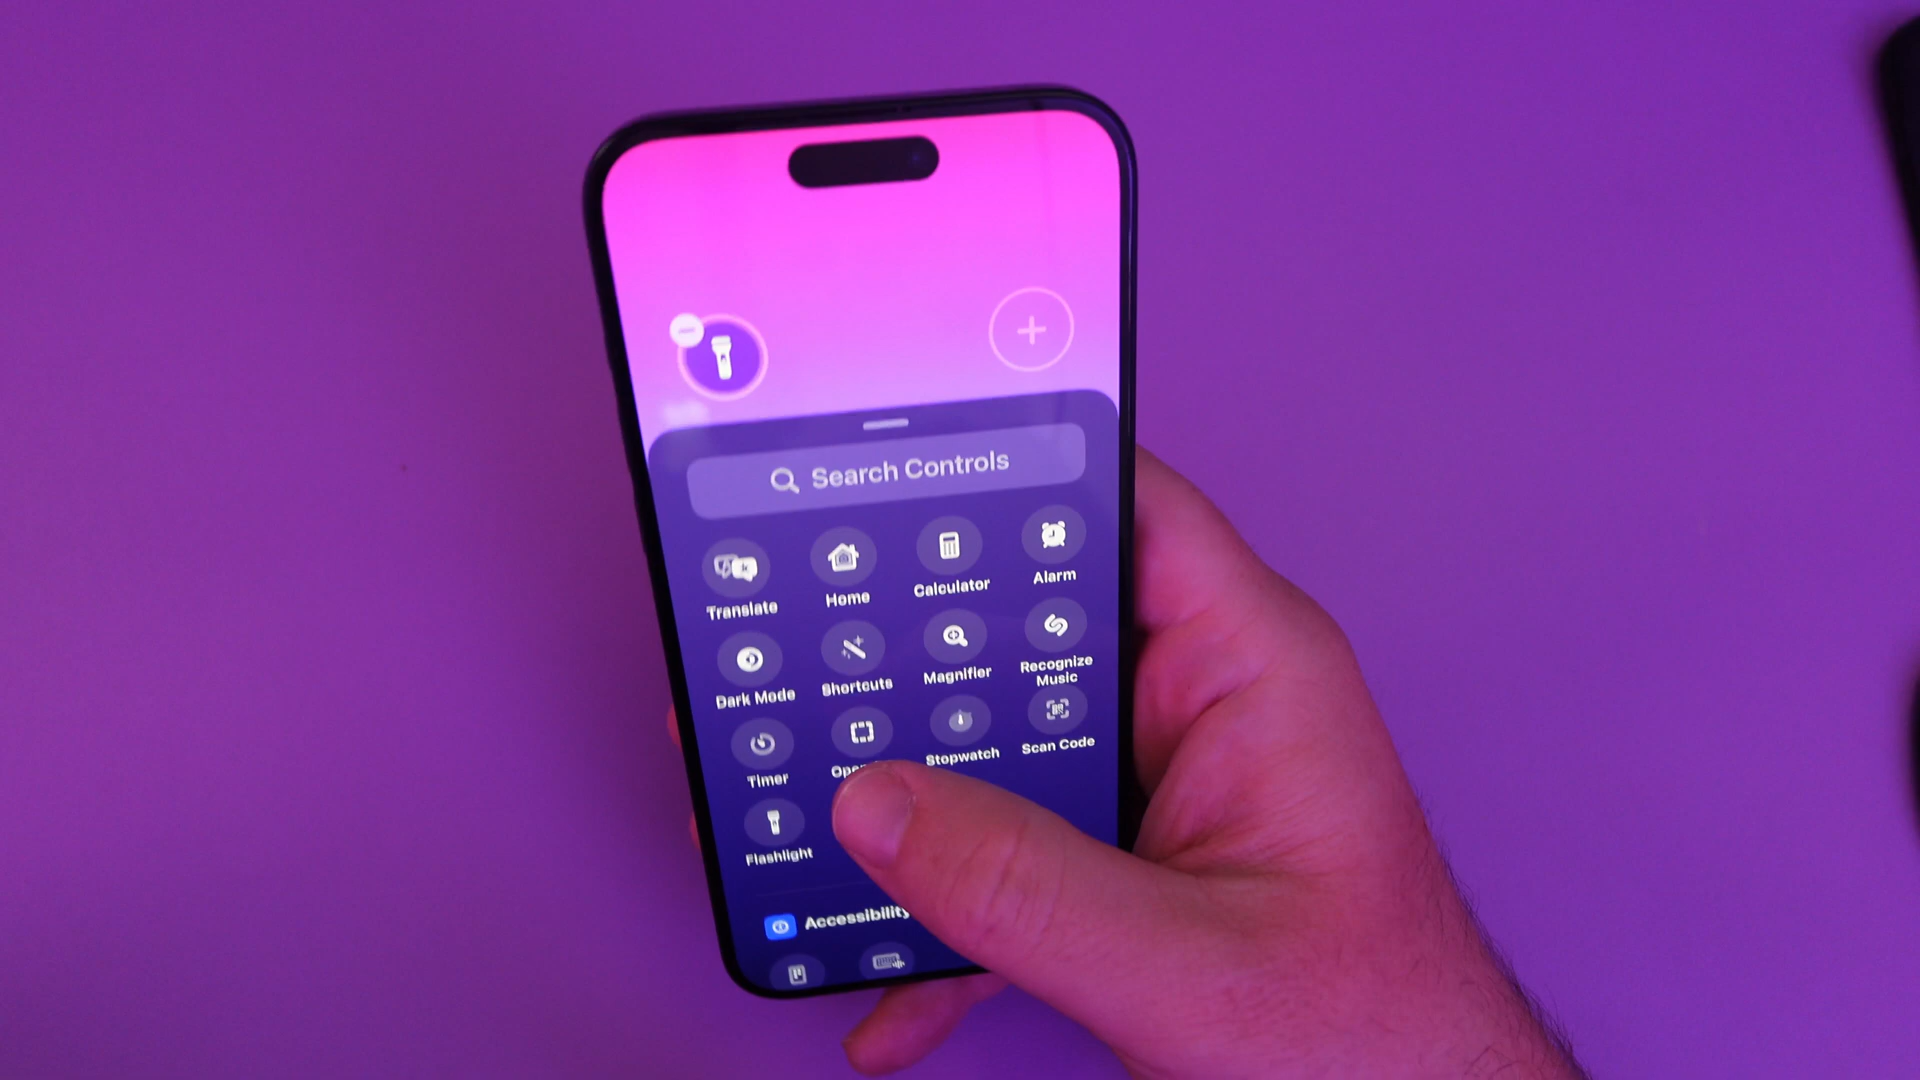 Search Controls
Translate
Home
Calculator
Alarm
Dark Mode
Shortcuts
Magnifier
Recognize
Music
Timer
Stopwatch
Scan Code
Flashlight
Accessibility